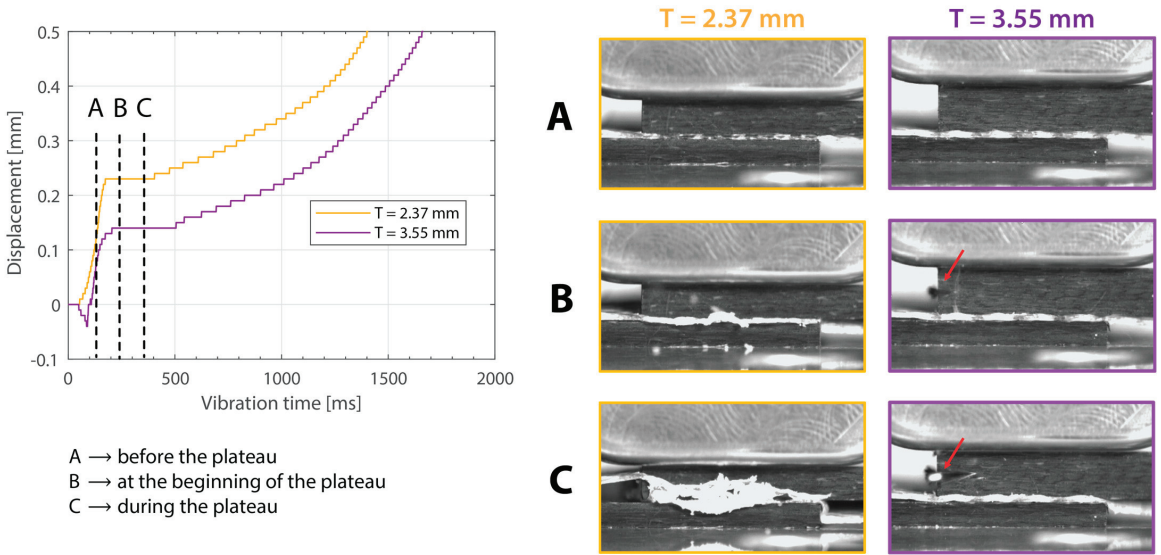 T = 2.37 mm
T = 3.55 mm
Displacement [mm]
0.5
0.4
0.3
0.2
0.1
0
-0.1
A
B
C
T = 2.37 mm
T = 3.55 mm
0
500
1000
1500
2000
Vibration time [ms]
A → before the plateau
B → at the beginning of the plateau
C → during the plateau
A
B
C